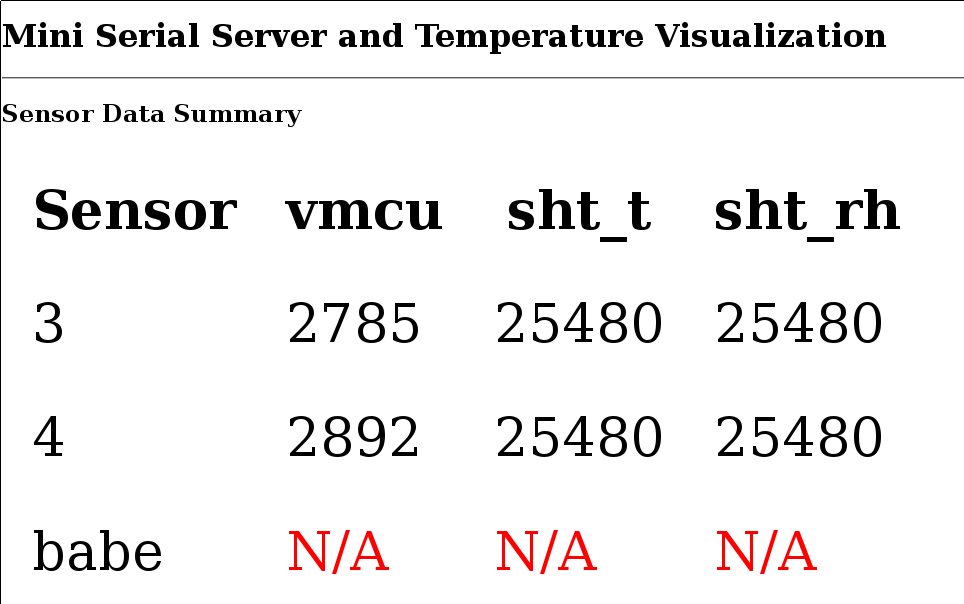 Mini Serial Server and Temperature Visualization
Sensor Data Summary
Sensor vmcu sht_t sht_rh
3 2785 25480 25480
4 2892 25480 25480
babe N/A N/A N/A